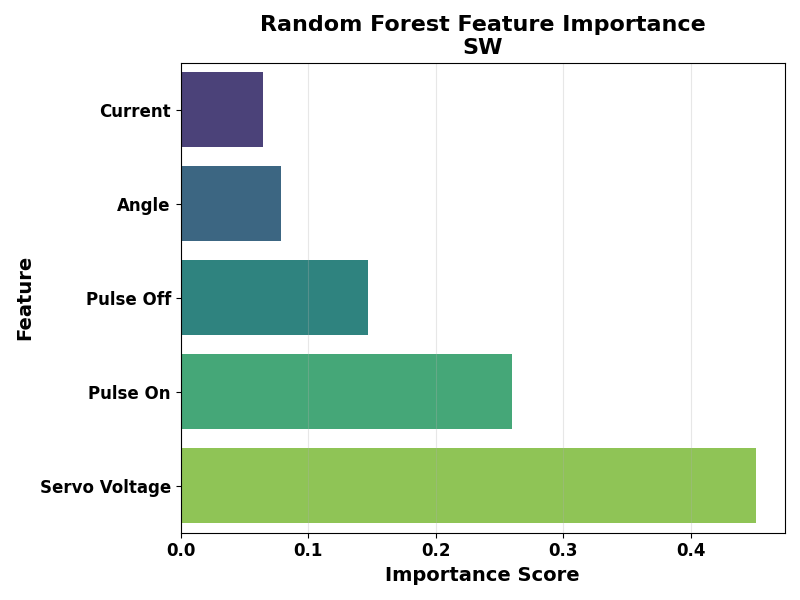 Random Forest Feature Importance
SW
Current
Angle
Pulse Off
Pulse On
Servo Voltage
Feature
0.0 0.1 0.2 0.3 0.4
Importance Score